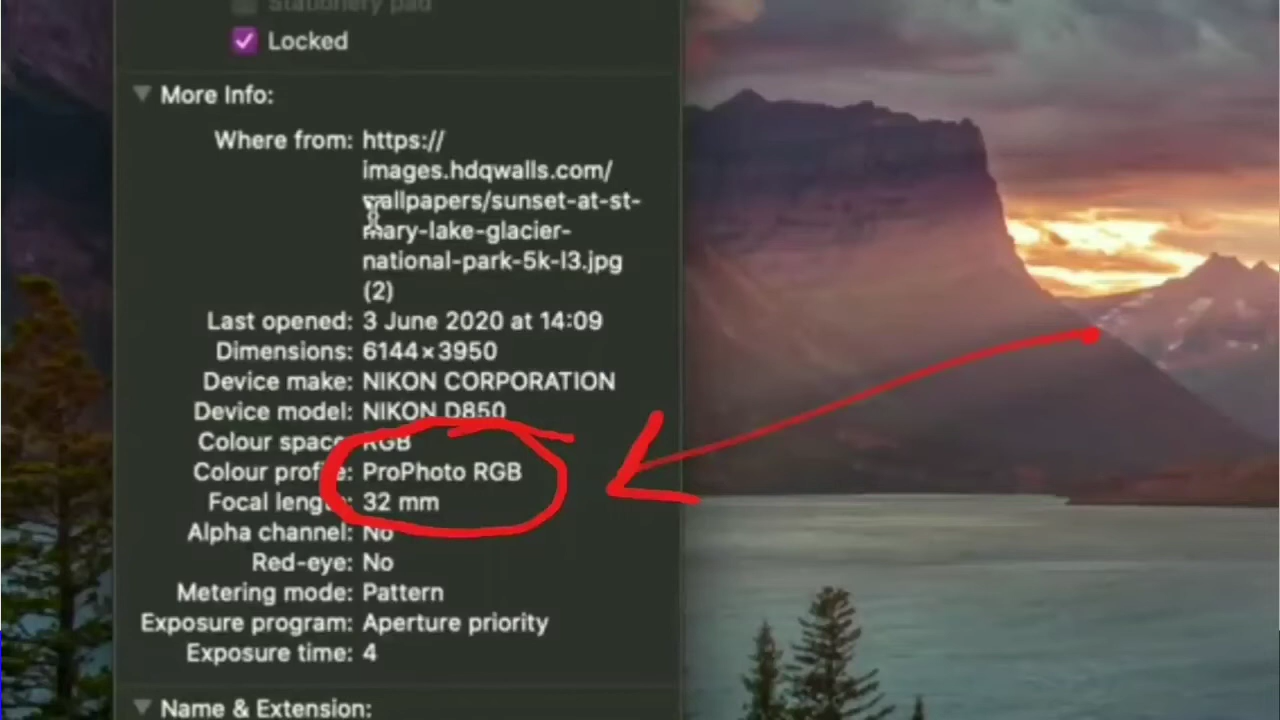 Stationery pad
Locked
More Info:
Where from: https://
images.hdqwalls.com/
wallpapers/sunset-at-st-
mary-lake-glacier-
national-park-5k-l3.jpg
(2)
Last opened: 3 June 2020 at 14:09
Dimensions: 6144×3950
Device make: NIKON CORPORATION
Device model: NIKON D850
Colour space: RGB
Colour profile: ProPhoto RGB
Focal length: 32 mm
Alpha channel: No
Red-eye: No
Metering mode: Pattern
Exposure program: Aperture priority
Exposure time: 4
Name & Extension: